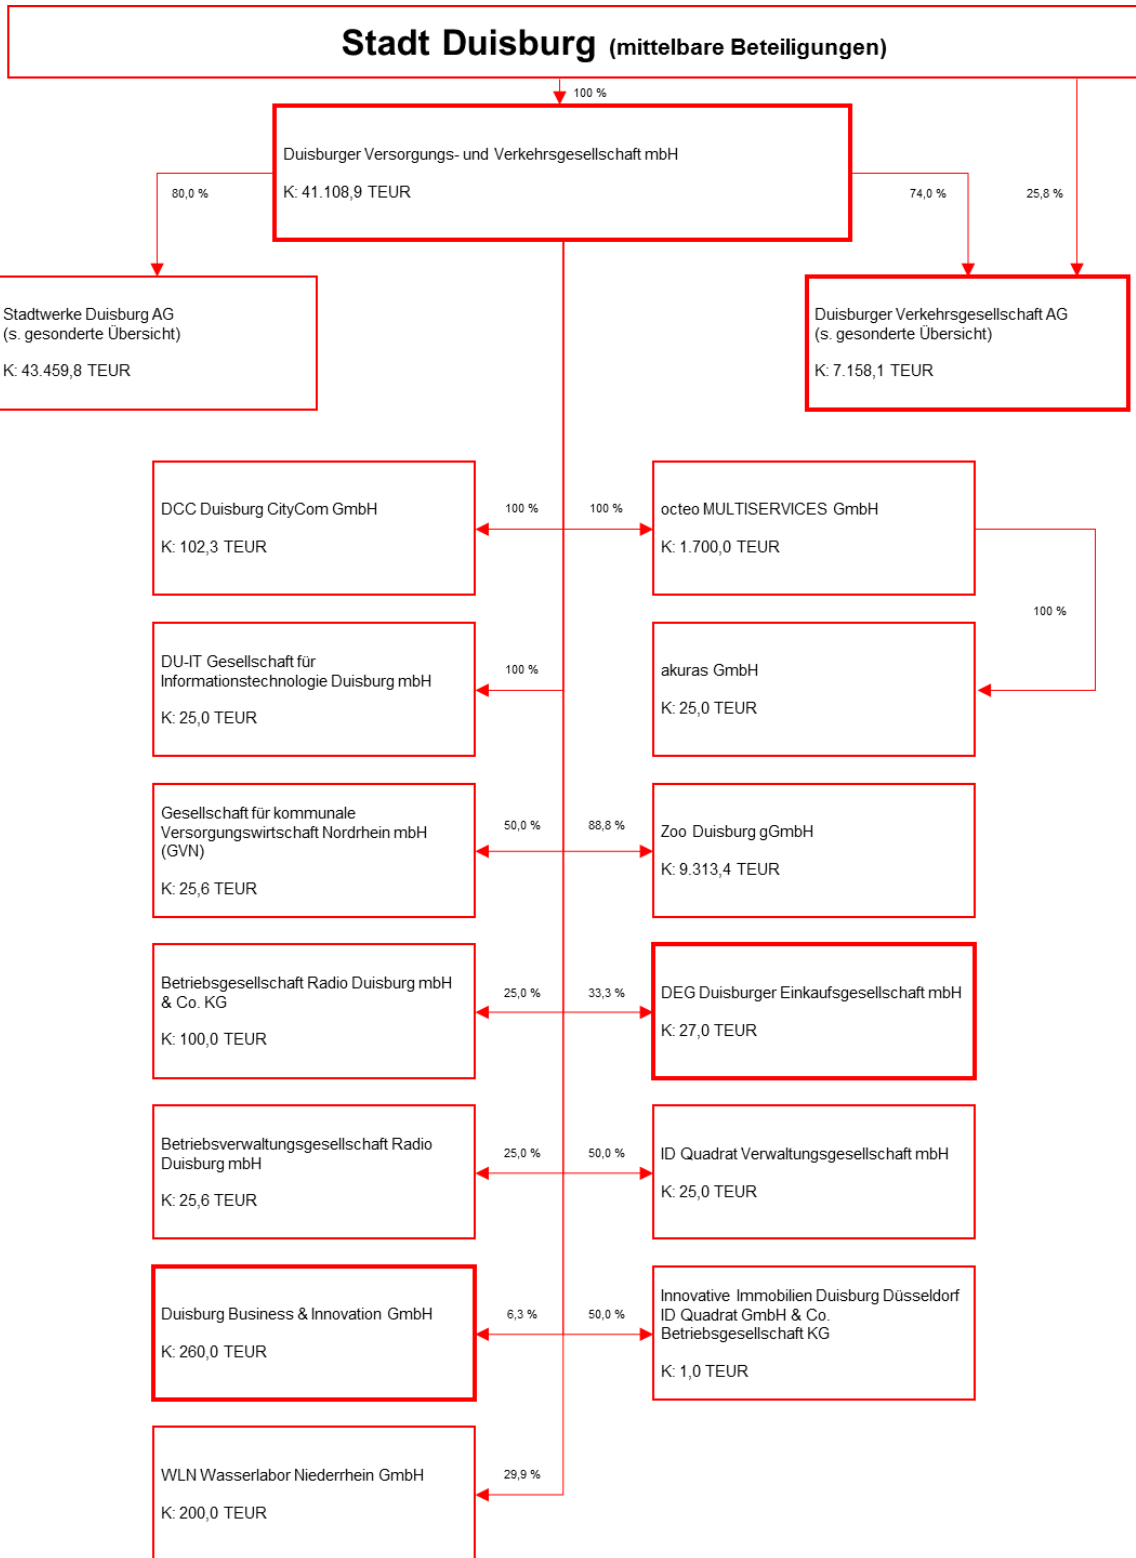 Stadt Duisburg (mittelbare Beteiligungen)
100 %
Duisburger Versorgungs- und Verkehrsgesellschaft mbH
K: 41.108,9 TEUR
80,0 %
74,0 %
25,8 %
Stadtwerke Duisburg AG
(s. gesonderte Übersicht)
K: 43.459,8 TEUR
Duisburger Verkehrsgesellschaft AG
(s. gesonderte Übersicht)
K: 7.158,1 TEUR
DCC Duisburg CityCom GmbH
K: 102,3 TEUR
100 %
100 %
octeo MULTISERVICES GmbH
K: 1.700,0 TEUR
100 %
DU-IT Gesellschaft für
Informationstechnologie Duisburg mbH
K: 25,0 TEUR
100 %
akuras GmbH
K: 25,0 TEUR
Gesellschaft für kommunale
Versorgungswirtschaft Nordrhein mbH
(GVN)
K: 25,6 TEUR
50,0 %
88,8 %
Zoo Duisburg gGmbH
K: 9.313,4 TEUR
Betriebsgesellschaft Radio Duisburg mbH
& Co. KG
K: 100,0 TEUR
25,0 %
33,3 %
DEG Duisburger Einkaufsgesellschaft mbH
K: 27,0 TEUR
Betriebsverwaltungsgesellschaft Radio
Duisburg mbH
K: 25,6 TEUR
25,0 %
50,0 %
ID Quadrat Verwaltungsgesellschaft mbH
K: 25,0 TEUR
Duisburg Business & Innovation GmbH
K: 260,0 TEUR
6,3 %
50,0 %
Innovative Immobilien Duisburg Düsseldorf
ID Quadrat GmbH & Co.
Betriebsgesellschaft KG
K: 1,0 TEUR
WLN Wasserlabor Niederrhein GmbH
K: 200,0 TEUR
29,9 %